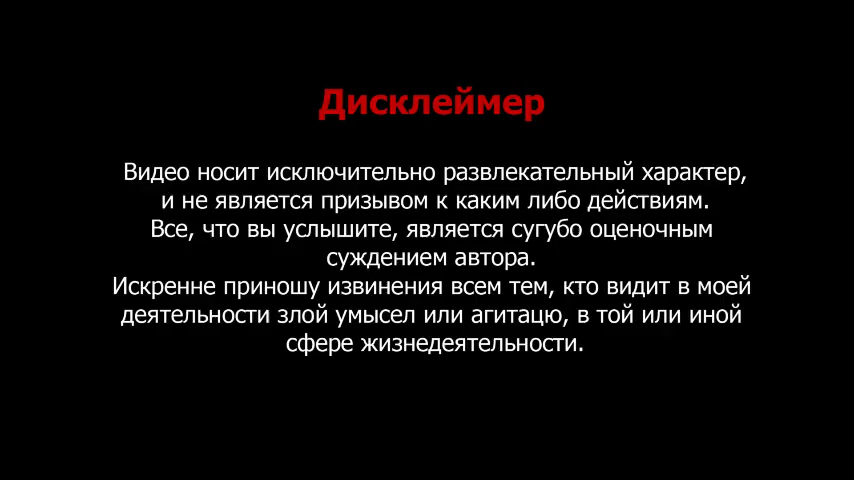 Дисклеймер
Видео носит исключительно развлекательный характер,
и не является призывом к каким либо действиям.
Все, что вы услышите, является сугубо оценочным
суждением автора.
Искренне приношу извинения всем тем, кто видит в моей
деятельности злой умысел или агитацю, в той или иной
сфере жизнедеятельности.